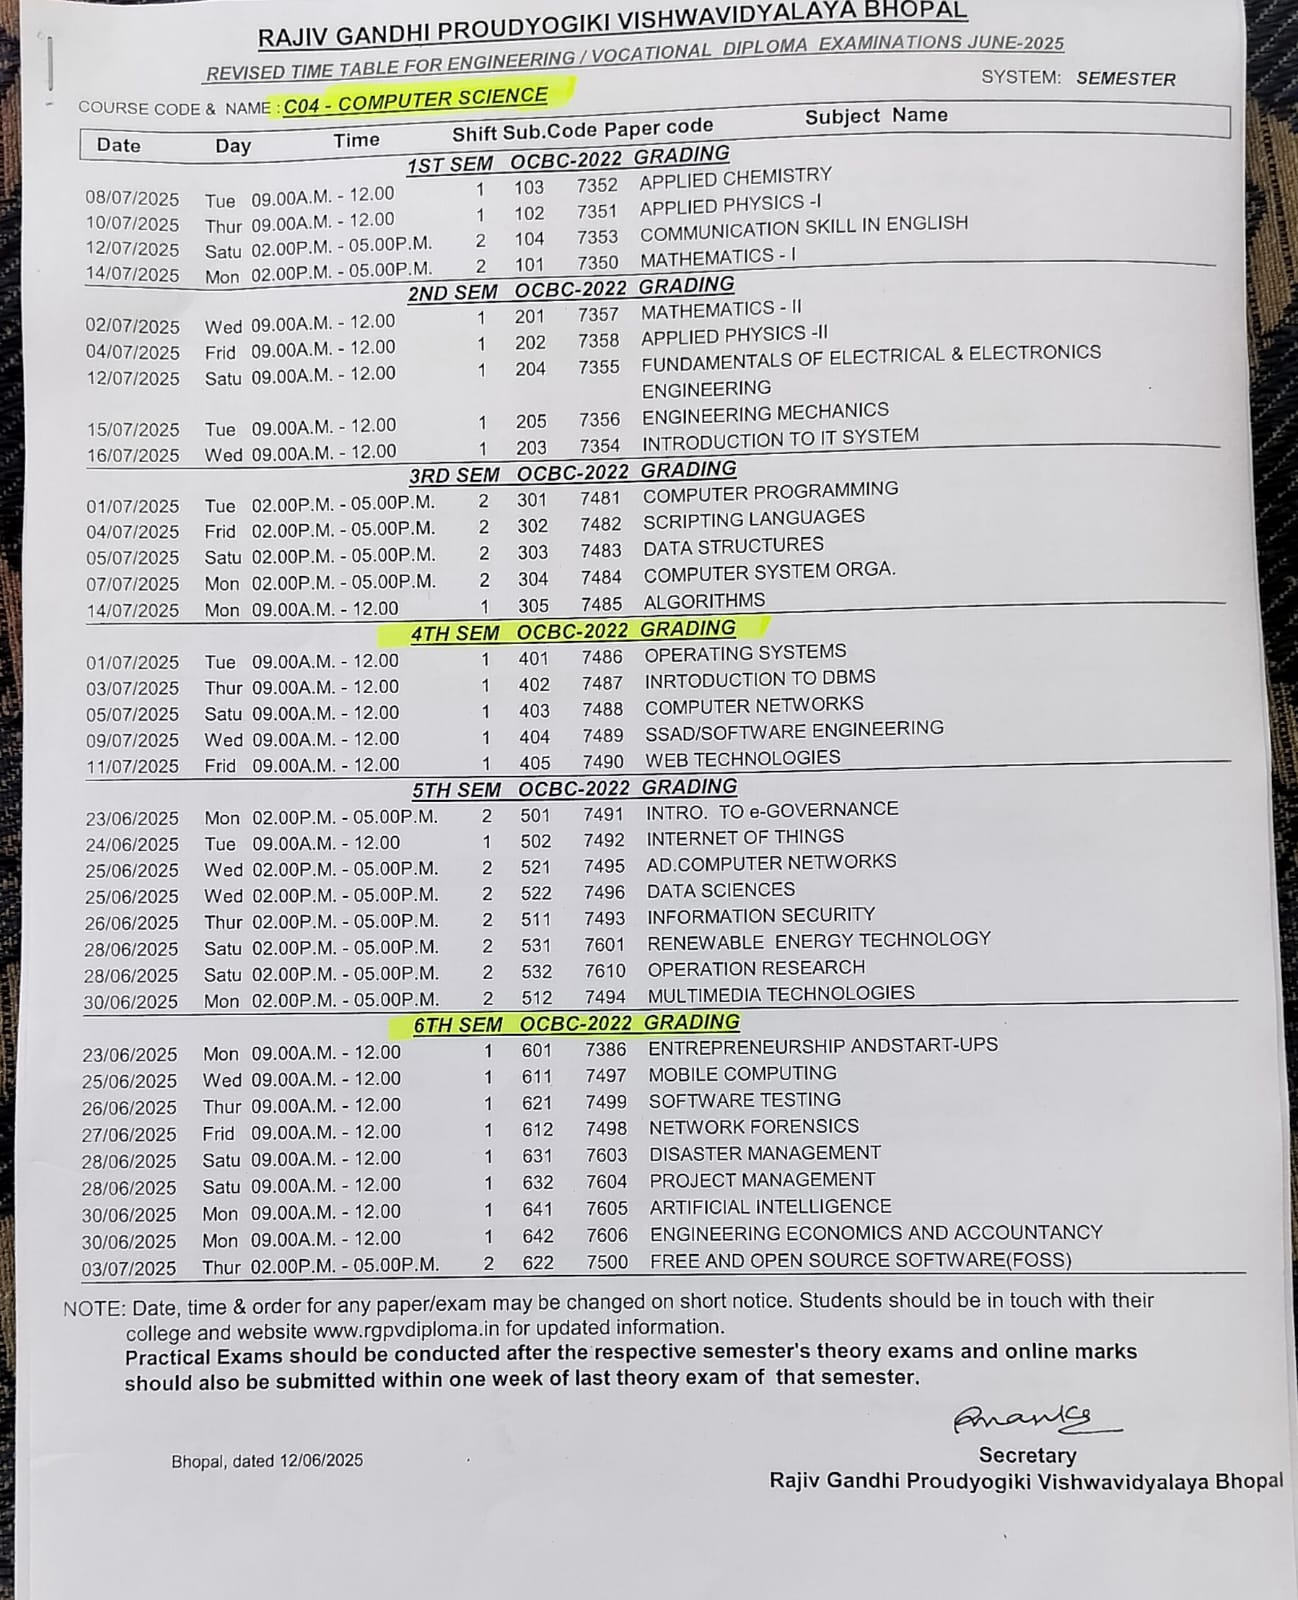 RAJIV GANDHI PROUDYOGIKI VISHWAVIDYALAYA BHOPAL
REVISED TIME TABLE FOR ENGINEERING / VOCATIONAL DIPLOMA EXAMINATIONS JUNE-2025
SYSTEM: SEMESTER
COURSE CODE & NAME : C04 - COMPUTER SCIENCE
Date Day Time Shift Sub.Code Paper code Subject Name
1ST SEM OCBC-2022 GRADING
08/07/2025 Tue 09.00A.M. - 12.00 1 103 7352 APPLIED CHEMISTRY
10/07/2025 Thur 09.00A.M. - 12.00 1 102 7351 APPLIED PHYSICS -I
12/07/2025 Satu 02.00P.M. - 05.00P.M. 2 104 7353 COMMUNICATION SKILL IN ENGLISH
14/07/2025 Mon 02.00P.M. - 05.00P.M. 2 101 7350 MATHEMATICS - I
2ND SEM OCBC-2022 GRADING
02/07/2025 Wed 09.00A.M. - 12.00 1 201 7357 MATHEMATICS - II
04/07/2025 Frid 09.00A.M. - 12.00 1 202 7358 APPLIED PHYSICS -II
12/07/2025 Satu 09.00A.M. - 12.00 1 204 7355 FUNDAMENTALS OF ELECTRICAL & ELECTRONICS
ENGINEERING
15/07/2025 Tue 09.00A.M. - 12.00 1 205 7356 ENGINEERING MECHANICS
16/07/2025 Wed 09.00A.M. - 12.00 1 203 7354 INTRODUCTION TO IT SYSTEM
3RD SEM OCBC-2022 GRADING
01/07/2025 Tue 02.00P.M. - 05.00P.M. 2 301 7481 COMPUTER PROGRAMMING
04/07/2025 Frid 02.00P.M. - 05.00P.M. 2 302 7482 SCRIPTING LANGUAGES
05/07/2025 Satu 02.00P.M. - 05.00P.M. 2 303 7483 DATA STRUCTURES
07/07/2025 Mon 02.00P.M. - 05.00P.M. 2 304 7484 COMPUTER SYSTEM ORGA.
14/07/2025 Mon 09.00A.M. - 12.00 1 305 7485 ALGORITHMS
4TH SEM OCBC-2022 GRADING
01/07/2025 Tue 09.00A.M. - 12.00 1 401 7486 OPERATING SYSTEMS
03/07/2025 Thur 09.00A.M. - 12.00 1 402 7487 INRTODUCTION TO DBMS
05/07/2025 Satu 09.00A.M. - 12.00 1 403 7488 COMPUTER NETWORKS
09/07/2025 Wed 09.00A.M. - 12.00 1 404 7489 SSAD/SOFTWARE ENGINEERING
11/07/2025 Frid 09.00A.M. - 12.00 1 405 7490 WEB TECHNOLOGIES
5TH SEM OCBC-2022 GRADING
23/06/2025 Mon 02.00P.M. - 05.00P.M. 2 501 7491 INTRO. TO e-GOVERNANCE
24/06/2025 Tue 09.00A.M. - 12.00 1 502 7492 INTERNET OF THINGS
25/06/2025 Wed 02.00P.M. - 05.00P.M. 2 521 7495 AD.COMPUTER NETWORKS
25/06/2025 Wed 02.00P.M. - 05.00P.M. 2 522 7496 DATA SCIENCES
26/06/2025 Thur 02.00P.M. - 05.00P.M. 2 511 7493 INFORMATION SECURITY
28/06/2025 Satu 02.00P.M. - 05.00P.M. 2 531 7601 RENEWABLE ENERGY TECHNOLOGY
28/06/2025 Satu 02.00P.M. - 05.00P.M. 2 532 7610 OPERATION RESEARCH
30/06/2025 Mon 02.00P.M. - 05.00P.M. 2 512 7494 MULTIMEDIA TECHNOLOGIES
6TH SEM OCBC-2022 GRADING
23/06/2025 Mon 09.00A.M. - 12.00 1 601 7386 ENTREPRENEURSHIP ANDSTART-UPS
25/06/2025 Wed 09.00A.M. - 12.00 1 611 7497 MOBILE COMPUTING
26/06/2025 Thur 09.00A.M. - 12.00 1 621 7499 SOFTWARE TESTING
27/06/2025 Frid 09.00A.M. - 12.00 1 612 7498 NETWORK FORENSICS
28/06/2025 Satu 09.00A.M. - 12.00 1 631 7603 DISASTER MANAGEMENT
28/06/2025 Satu 09.00A.M. - 12.00 1 632 7604 PROJECT MANAGEMENT
30/06/2025 Mon 09.00A.M. - 12.00 1 641 7605 ARTIFICIAL INTELLIGENCE
30/06/2025 Mon 09.00A.M. - 12.00 1 642 7606 ENGINEERING ECONOMICS AND ACCOUNTANCY
03/07/2025 Thur 02.00P.M. - 05.00P.M. 2 622 7500 FREE AND OPEN SOURCE SOFTWARE(FOSS)
NOTE: Date, time & order for any paper/exam may be changed on short notice. Students should be in touch with their
college and website www.rgpvdiploma.in for updated information.
Practical Exams should be conducted after the respective semester's theory exams and online marks
should also be submitted within one week of last theory exam of that semester.
Bhopal, dated 12/06/2025
Secretary
Rajiv Gandhi Proudyogiki Vishwavidyalaya Bhopal